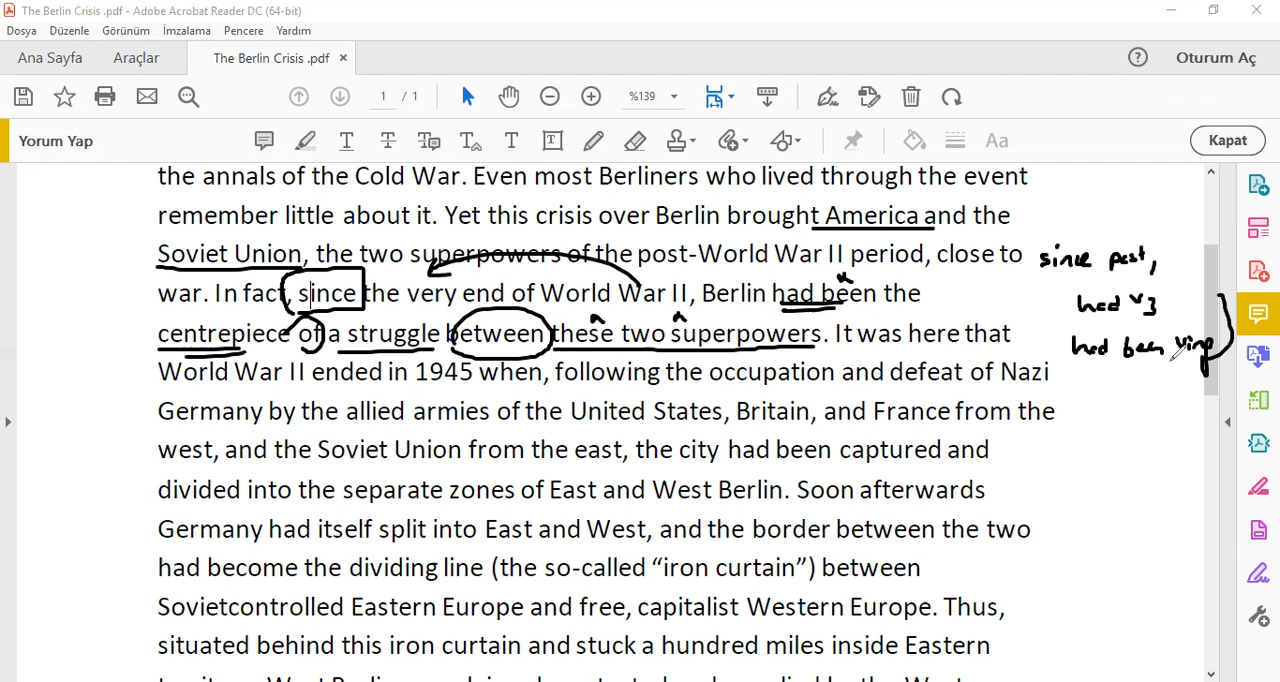 The Berlin Crisis .pdf - Adobe Acrobat Reader DC (64-bit)
Dosya Düzenle Görünüm İmzalama Pencere Yardım
Ana Sayfa Araçlar The Berlin Crisis .pdf × ? Oturum Aç
1 / 1 %139
Yorum Yap T T T T T Aa Kapat
the annals of the Cold War. Even most Berliners who lived through the event
remember little about it. Yet this crisis over Berlin brought America and the
Soviet Union, the two superpowers of the post-World War II period, close to
war. In fact, since the very end of World War II, Berlin had been the
centrepiece of a struggle between these two superpowers. It was here that
World War II ended in 1945 when, following the occupation and defeat of Nazi
Germany by the allied armies of the United States, Britain, and France from the
west, and the Soviet Union from the east, the city had been captured and
divided into the separate zones of East and West Berlin. Soon afterwards
Germany had itself split into East and West, and the border between the two
had become the dividing line (the so-called “iron curtain”) between
Sovietcontrolled Eastern Europe and free, capitalist Western Europe. Thus,
situated behind this iron curtain and stuck a hundred miles inside Eastern
since past,
had v3
had been ving